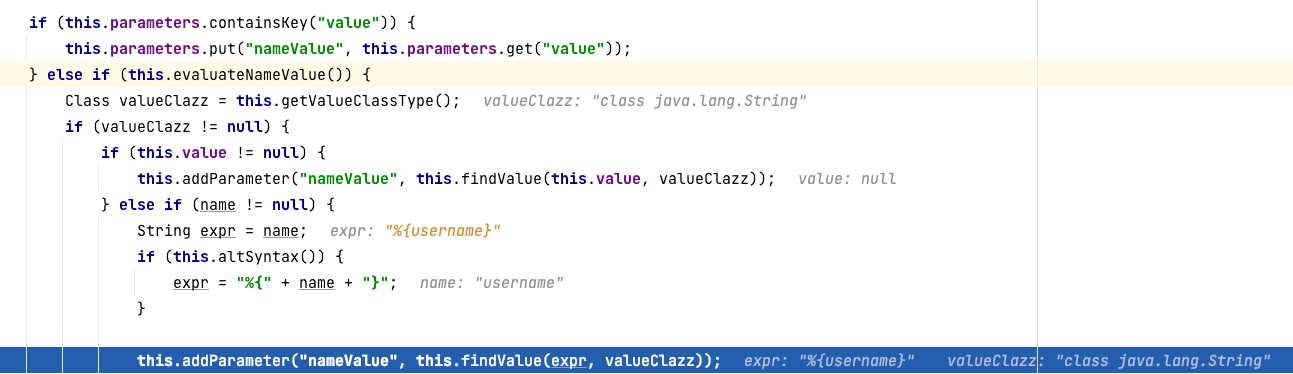 if (this.parameters.containsKey("value")) {
this.parameters.put("nameValue", this.parameters.get("value"));
} else if (this.evaluateNameValue()) {
Class valueClazz = this.getValueClassType(); valueClazz: "class java.lang.String"
if (valueClazz != null) {
if (this.value != null) {
this.addParameter("nameValue", this.findValue(this.value, valueClazz)); value: null
} else if (name != null) {
String expr = name; expr: "%{username}"
if (this.altSyntax()) {
expr = "%{" + name + "}"; name: "username"
}
this.addParameter("nameValue", this.findValue(expr, valueClazz)); expr: "%{username}" valueClazz: "class java.lang.String"